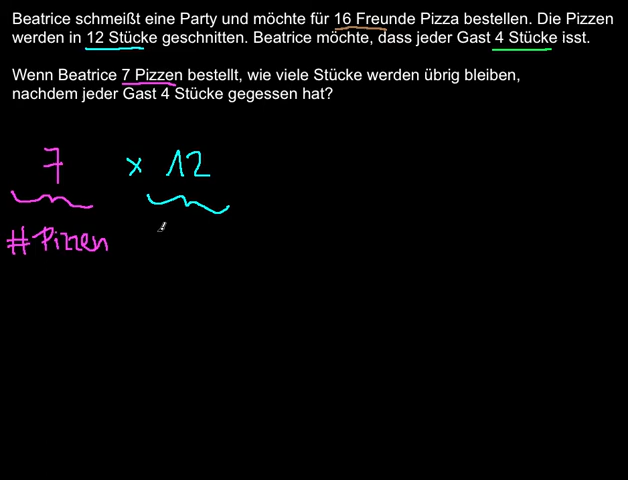 Beatrice schmeißt eine Party und möchte für 16 Freunde Pizza bestellen. Die Pizzen
werden in 12 Stücke geschnitten. Beatrice möchte, dass jeder Gast 4 Stücke isst.
Wenn Beatrice 7 Pizzen bestellt, wie viele Stücke werden übrig bleiben,
nachdem jeder Gast 4 Stücke gegessen hat?
7 × 12
# Pizzen